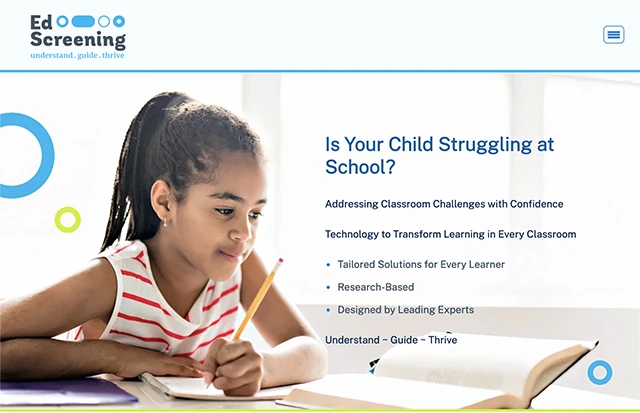 Ed
Screening
understand . guide . thrive
Is Your Child Struggling at
School?
Addressing Classroom Challenges with Confidence
Technology to Transform Learning in Every Classroom
• Tailored Solutions for Every Learner
• Research-Based
• Designed by Leading Experts
Understand ~ Guide ~ Thrive